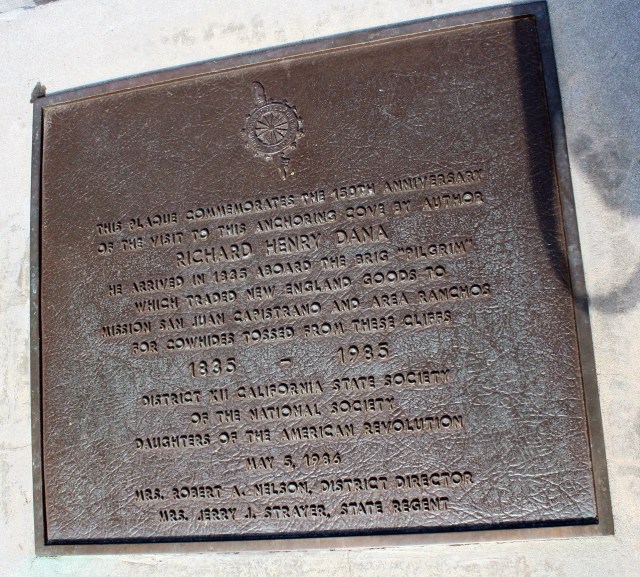 THIS PLAQUE COMMEMORATES THE 150TH ANNIVERSARY
OF THE VISIT TO THIS ANCHORING COVE BY AUTHOR
RICHARD HENRY DANA
HE ARRIVED IN 1835 ABOARD THE BRIG "PILGRIM".
WHICH TRADED NEW ENGLAND GOODS TO
MISSION SAN JUAN CAPISTRANO AND AREA RANCHOS
FOR COWHIDES TOSSED FROM THESE CLIFFS
1835 - 1985
DISTRICT XII CALIFORNIA STATE SOCIETY
OF THE NATIONAL SOCIETY
DAUGHTERS OF THE AMERICAN REVOLUTION
MAY 5, 1986
MRS. ROBERT A. NELSON, DISTRICT DIRECTOR
MRS. JERRY J. STRAYER, STATE REGENT